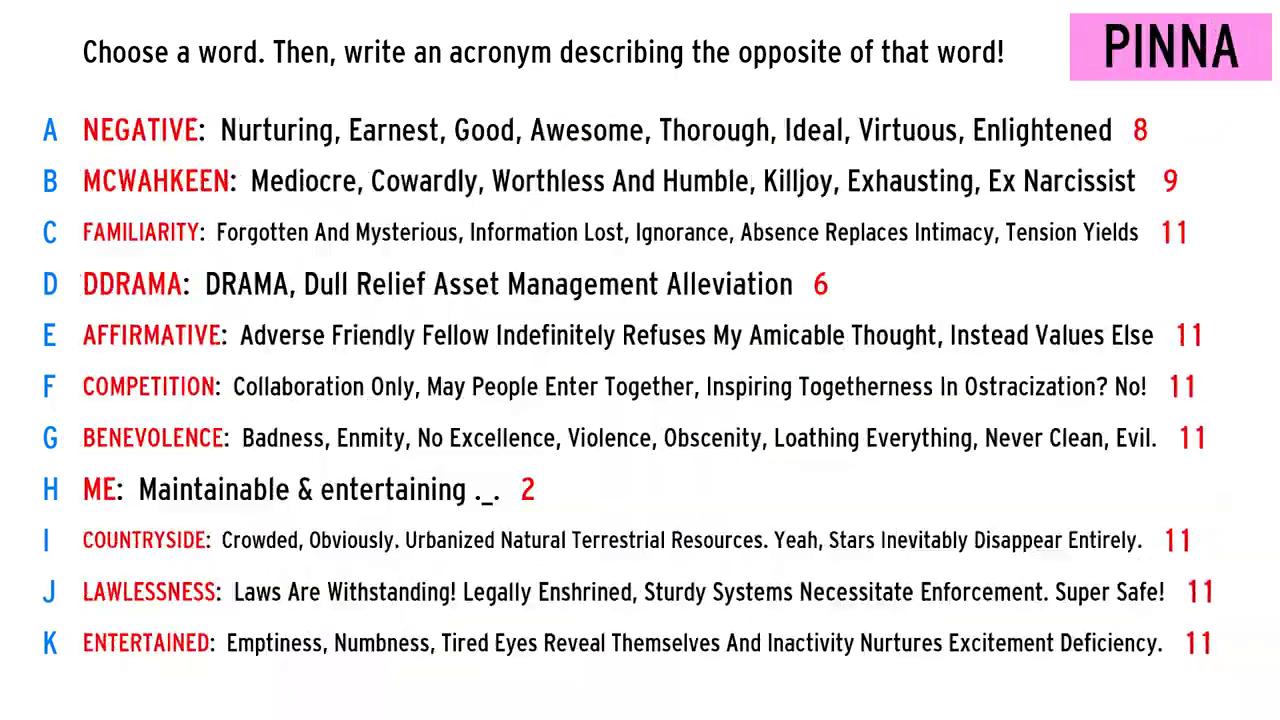 Choose a word. Then, write an acronym describing the opposite of that word!
PINNA
A NEGATIVE: Nurturing, Earnest, Good, Awesome, Thorough, Ideal, Virtuous, Enlightened 8
B MCWAHKEEN: Mediocre, Cowardly, Worthless And Humble, Killjoy, Exhausting, Ex Narcissist 9
C FAMILIARITY: Forgotten And Mysterious, Information Lost, Ignorance, Absence Replaces Intimacy, Tension Yields 11
D DDRAMA: DRAMA, Dull Relief Asset Management Alleviation 6
E AFFIRMATIVE: Adverse Friendly Fellow Indefinitely Refuses My Amicable Thought, Instead Values Else 11
F COMPETITION: Collaboration Only, May People Enter Together, Inspiring Togetherness In Ostracization? No! 11
G BENEVOLENCE: Badness, Enmity, No Excellence, Violence, Obscenity, Loathing Everything, Never Clean, Evil. 11
H ME: Maintainable & entertaining ._. 2
I COUNTRYSIDE: Crowded, Obviously. Urbanized Natural Terrestrial Resources. Yeah, Stars Inevitably Disappear Entirely. 11
J LAWLESSNESS: Laws Are Withstanding! Legally Enshrined, Sturdy Systems Necessitate Enforcement. Super Safe! 11
K ENTERTAINED: Emptiness, Numbness, Tired Eyes Reveal Themselves And Inactivity Nurtures Excitement Deficiency. 11